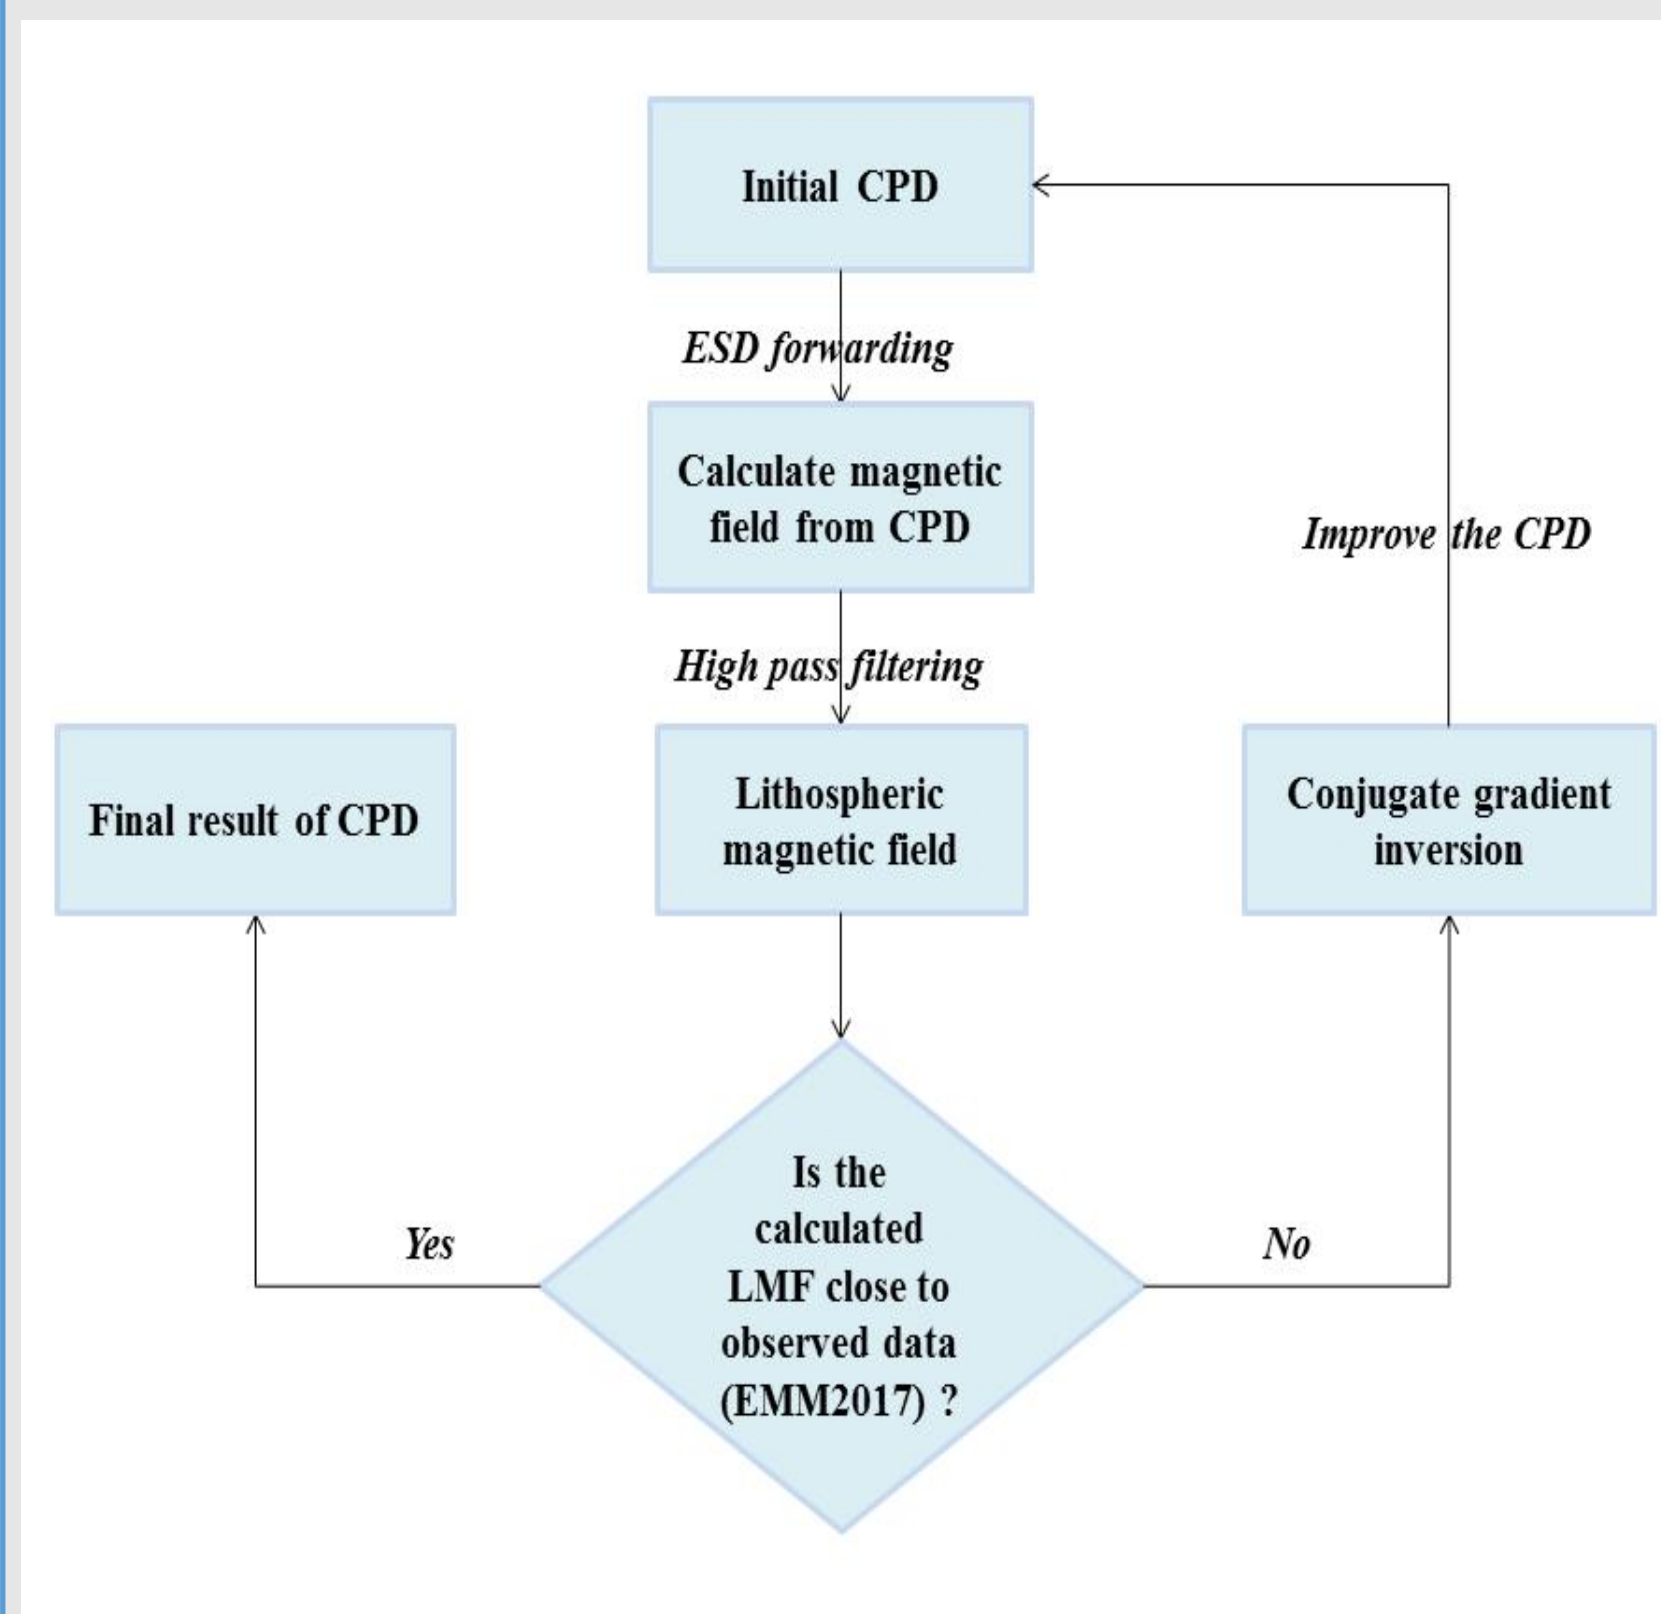 Initial CPD
ESD forwarding
Calculate magnetic
field from CPD
Improve the CPD
High pass filtering
Final result of CPD
Lithospheric
magnetic field
Conjugate gradient
inversion
Is the
calculated
LMF close to
observed data
(EMM2017) ?
Yes
No